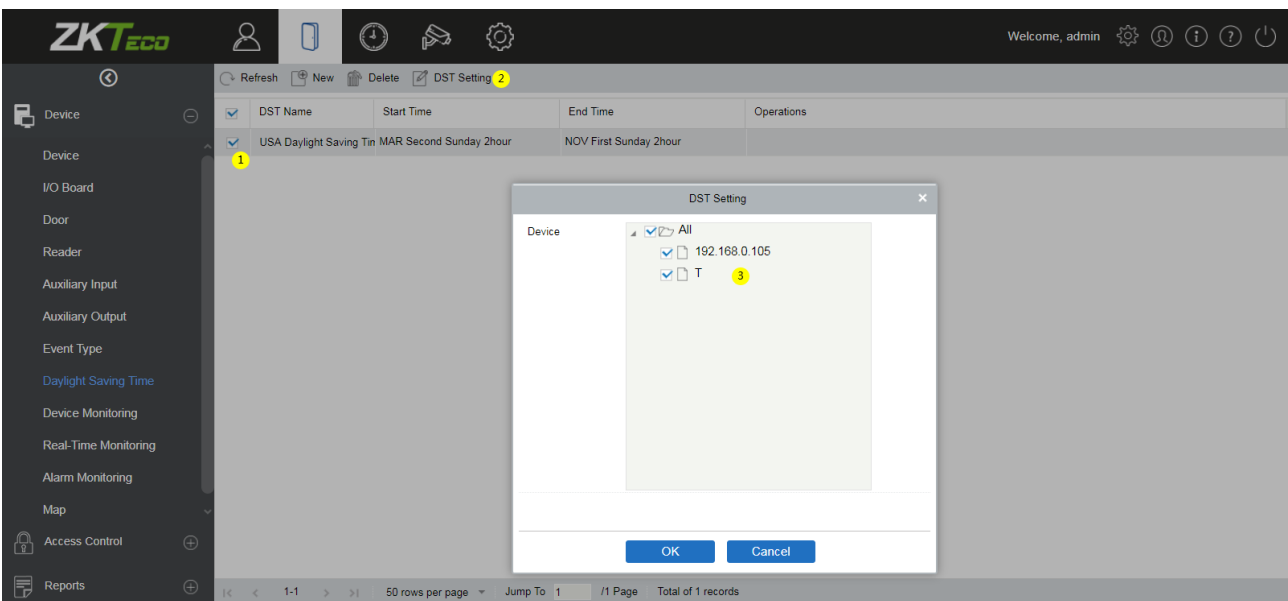 ZKTeco
Welcome, admin
Refresh New Delete DST Setting 2
Device
DST Name Start Time End Time Operations
USA Daylight Saving Tin MAR Second Sunday 2hour NOV First Sunday 2hour
1
Device
I/O Board
Door
Reader
Auxiliary Input
Auxiliary Output
Event Type
Daylight Saving Time
Device Monitoring
Real-Time Monitoring
Alarm Monitoring
Map
Access Control
Reports
DST Setting
Device
All
192.168.0.105
T 3
OK Cancel
1-1 50 rows per page Jump To 1 /1 Page Total of 1 records